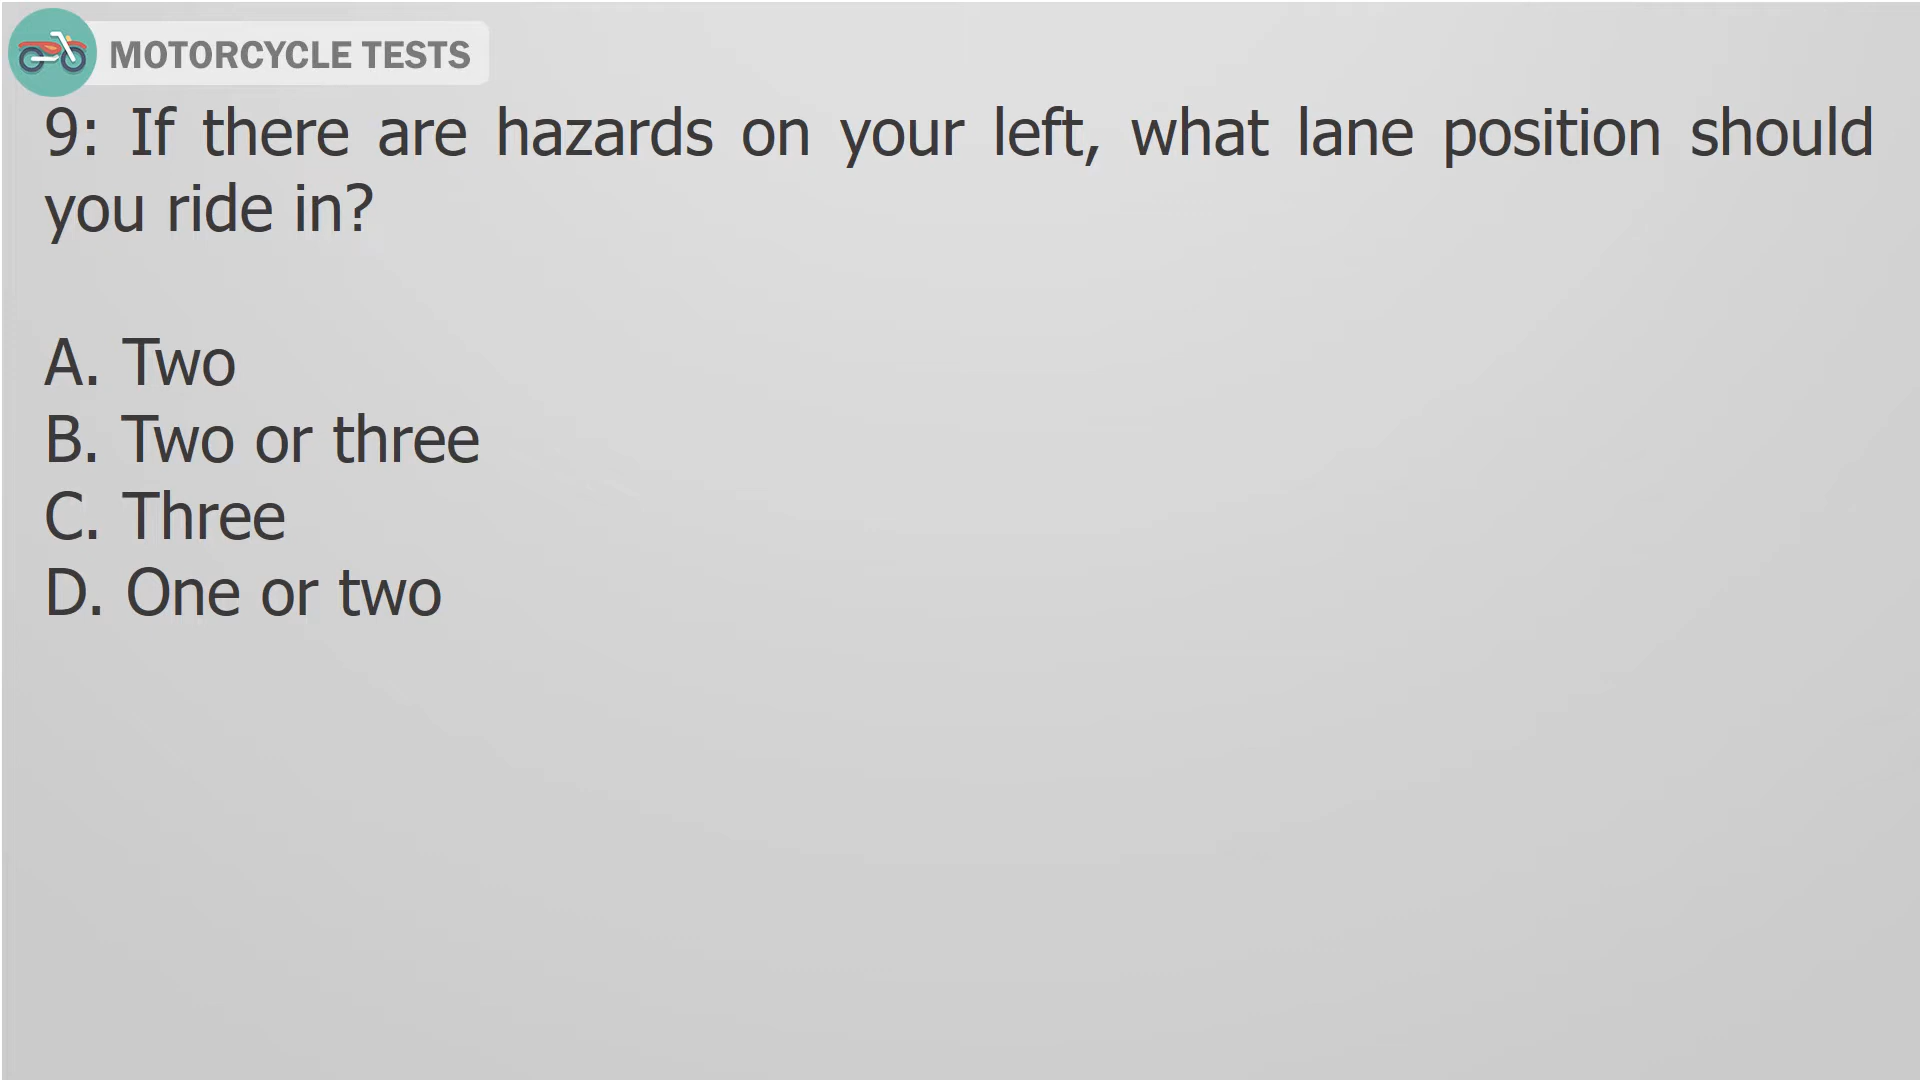 MOTORCYCLE TESTS
9: If there are hazards on your left, what lane position should
you ride in?
A. Two
B. Two or three
C. Three
D. One or two